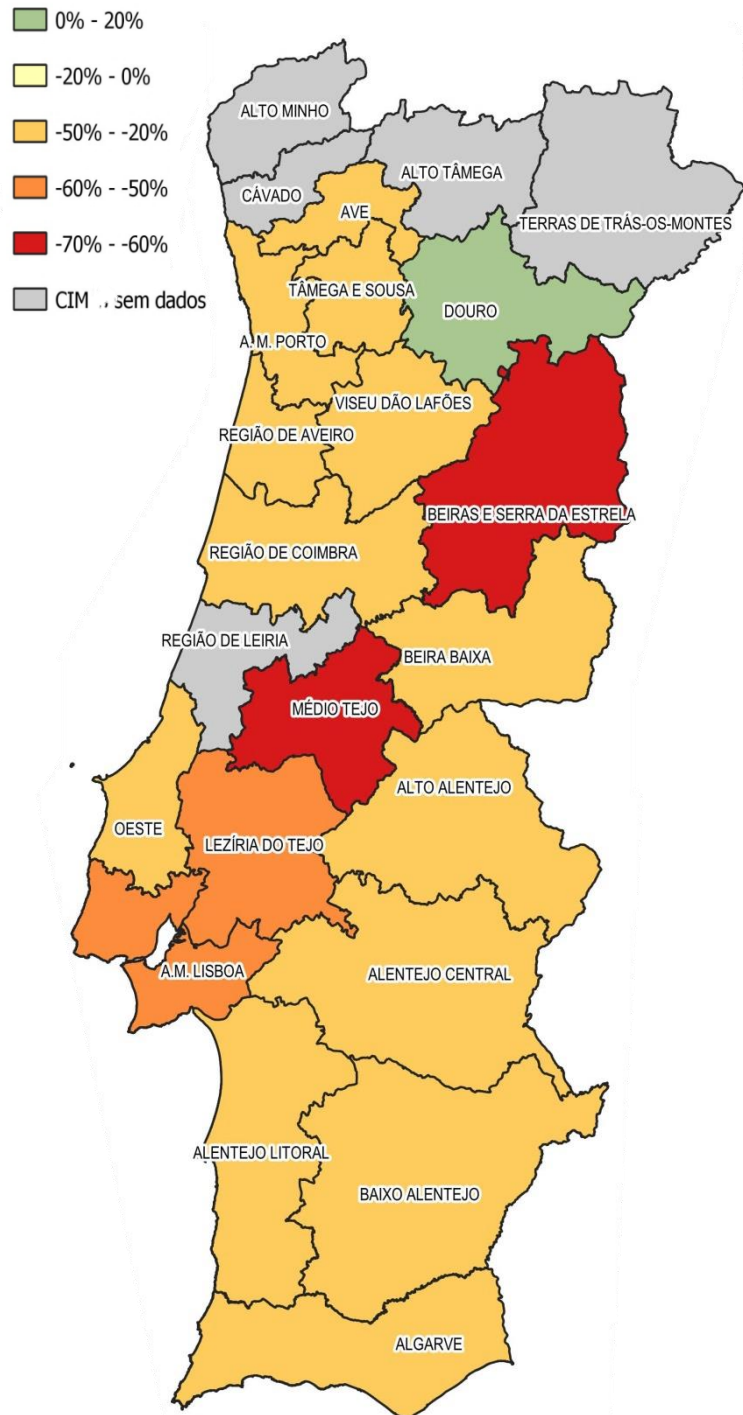 0% - 20%
-20% - 0%
-50% - -20%
-60% - -50%
-70% - -60%
CIM sem dados
ALTO MINHO
ALTO TÂMEGA
CÁVADO
AVE
TERRAS DE TRÁS-OS-MONTES
TÂMEGA E SOUSA
DOURO
A. M. PORTO
VISEU DÃO LAFÕES
REGIÃO DE AVEIRO
BEIRAS E SERRA DA ESTRELA
REGIÃO DE COIMBRA
REGIÃO DE LEIRIA
BEIRA BAIXA
MÉDIO TEJO
ALTO ALENTEJO
OESTE
LEZÍRIA DO TEJO
A.M. LISBOA
ALENTEJO CENTRAL
ALENTEJO LITORAL
BAIXO ALENTEJO
ALGARVE